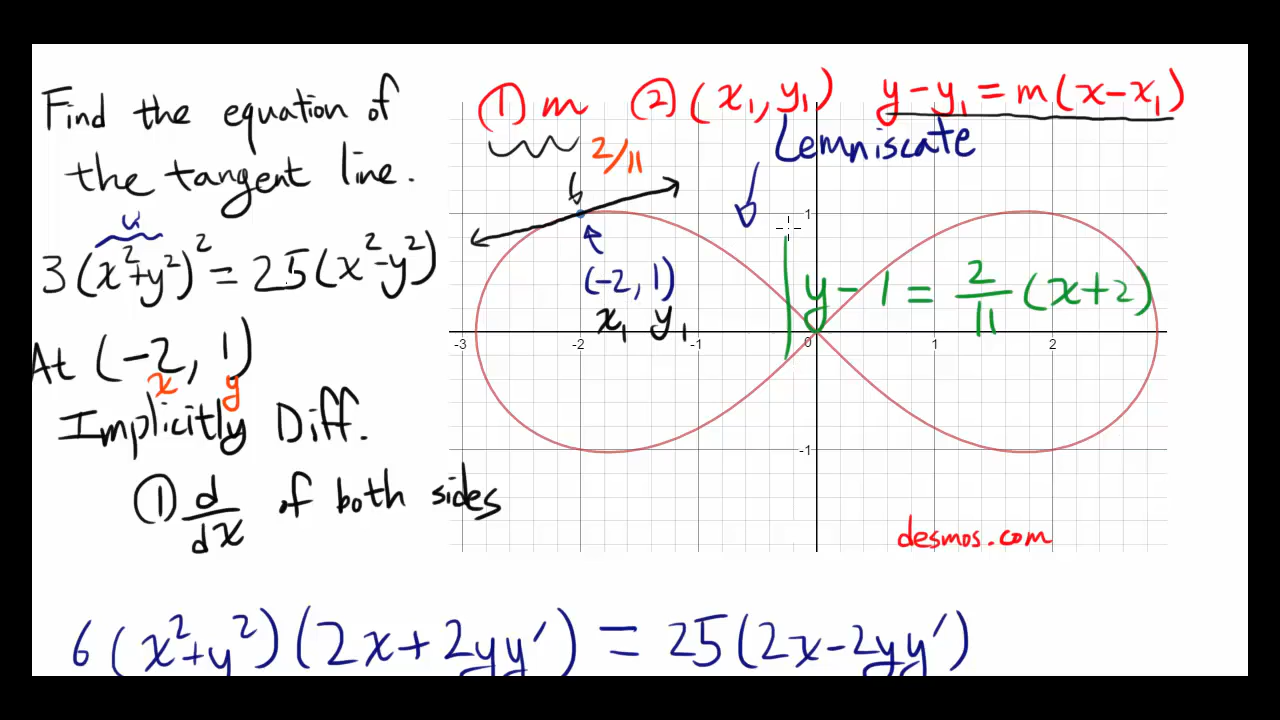 Find the equation of
the tangent line.
u
3(x²+y²)² = 25(x²-y²)
At (-2, 1)
x y
Implicitly Diff.
① d/dx of both sides
① m ② (x₁, y₁) y-y₁ = m(x-x₁)
2/11
Lemniscate
(-2, 1)
x₁ y₁
y-1 = 2/11 (x+2)
1
-3 -2 -1 0 1 2
-1
desmos.com
6(x²+y²)(2x+2yy′) = 25(2x-2yy′)